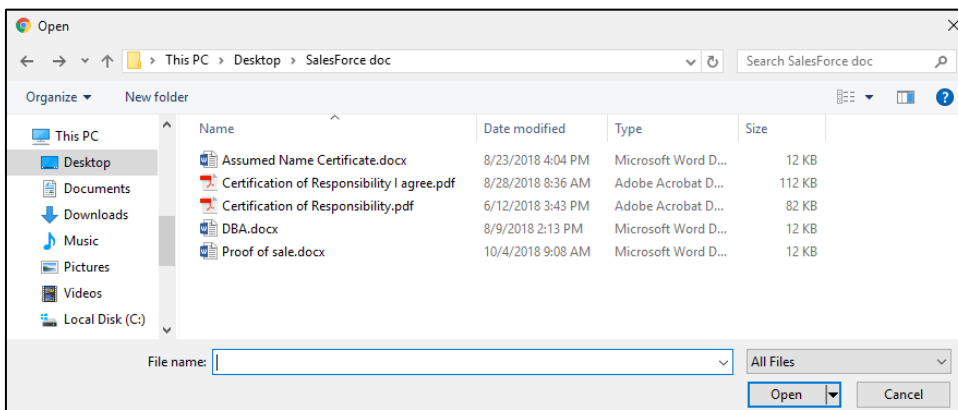 Open
This PC > Desktop > SalesForce doc
Search SalesForce doc
Organize New folder
Name Date modified Type Size
This PC
Desktop
Documents
Downloads
Music
Pictures
Videos
Local Disk (C:)
Assumed Name Certificate.docx 8/23/2018 4:04 PM Microsoft Word D... 12 KB
Certification of Responsibility I agree.pdf 8/28/2018 8:36 AM Adobe Acrobat D... 112 KB
Certification of Responsibility.pdf 6/12/2018 3:43 PM Adobe Acrobat D... 82 KB
DBA.docx 8/9/2018 2:13 PM Microsoft Word D... 12 KB
Proof of sale.docx 10/4/2018 9:08 AM Microsoft Word D... 12 KB
File name:
All Files
Open Cancel